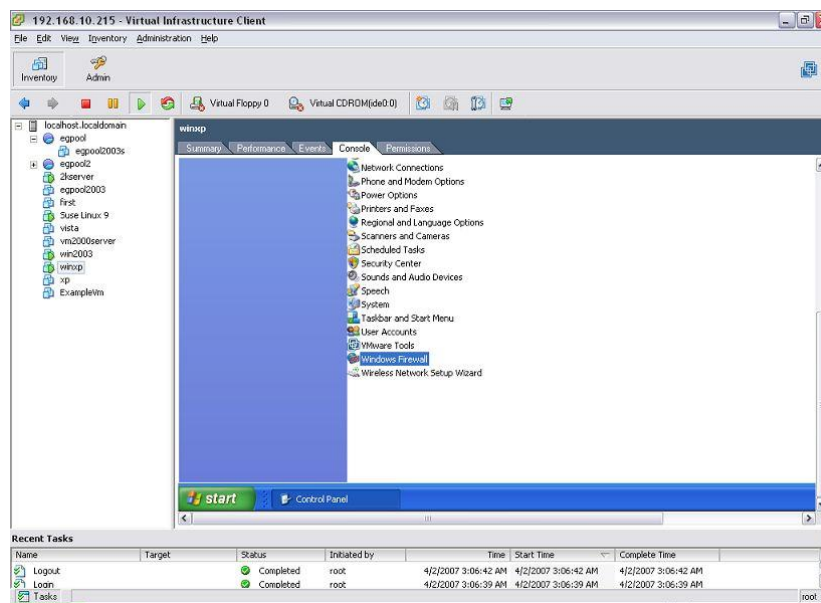 192.168.10.215 - Virtual Infrastructure Client
File Edit View Inventory Administration Help
Inventory Admin
Virtual Floppy 0 Virtual CDROM(ide0:0)
localhost.localdomain
egpool
egpool2003s
egpool2
2kserver
egpool2003
first
Suse Linux 9
vista
vm2000server
win2003
winxp
xp
ExampleVm
winxp
Summary Performance Events Console Permissions
Network Connections
Phone and Modem Options
Power Options
Printers and Faxes
Regional and Language Options
Scanners and Cameras
Scheduled Tasks
Security Center
Sounds and Audio Devices
Speech
System
Taskbar and Start Menu
User Accounts
VMware Tools
Windows Firewall
Wireless Network Setup Wizard
start Control Panel
Recent Tasks
Name Target Status Initiated by Time Start Time Complete Time
Logout Completed root 4/2/2007 3:06:42 AM 4/2/2007 3:06:42 AM 4/2/2007 3:06:42 AM
Login Completed root 4/2/2007 3:06:39 AM 4/2/2007 3:06:39 AM 4/2/2007 3:06:39 AM
Tasks root